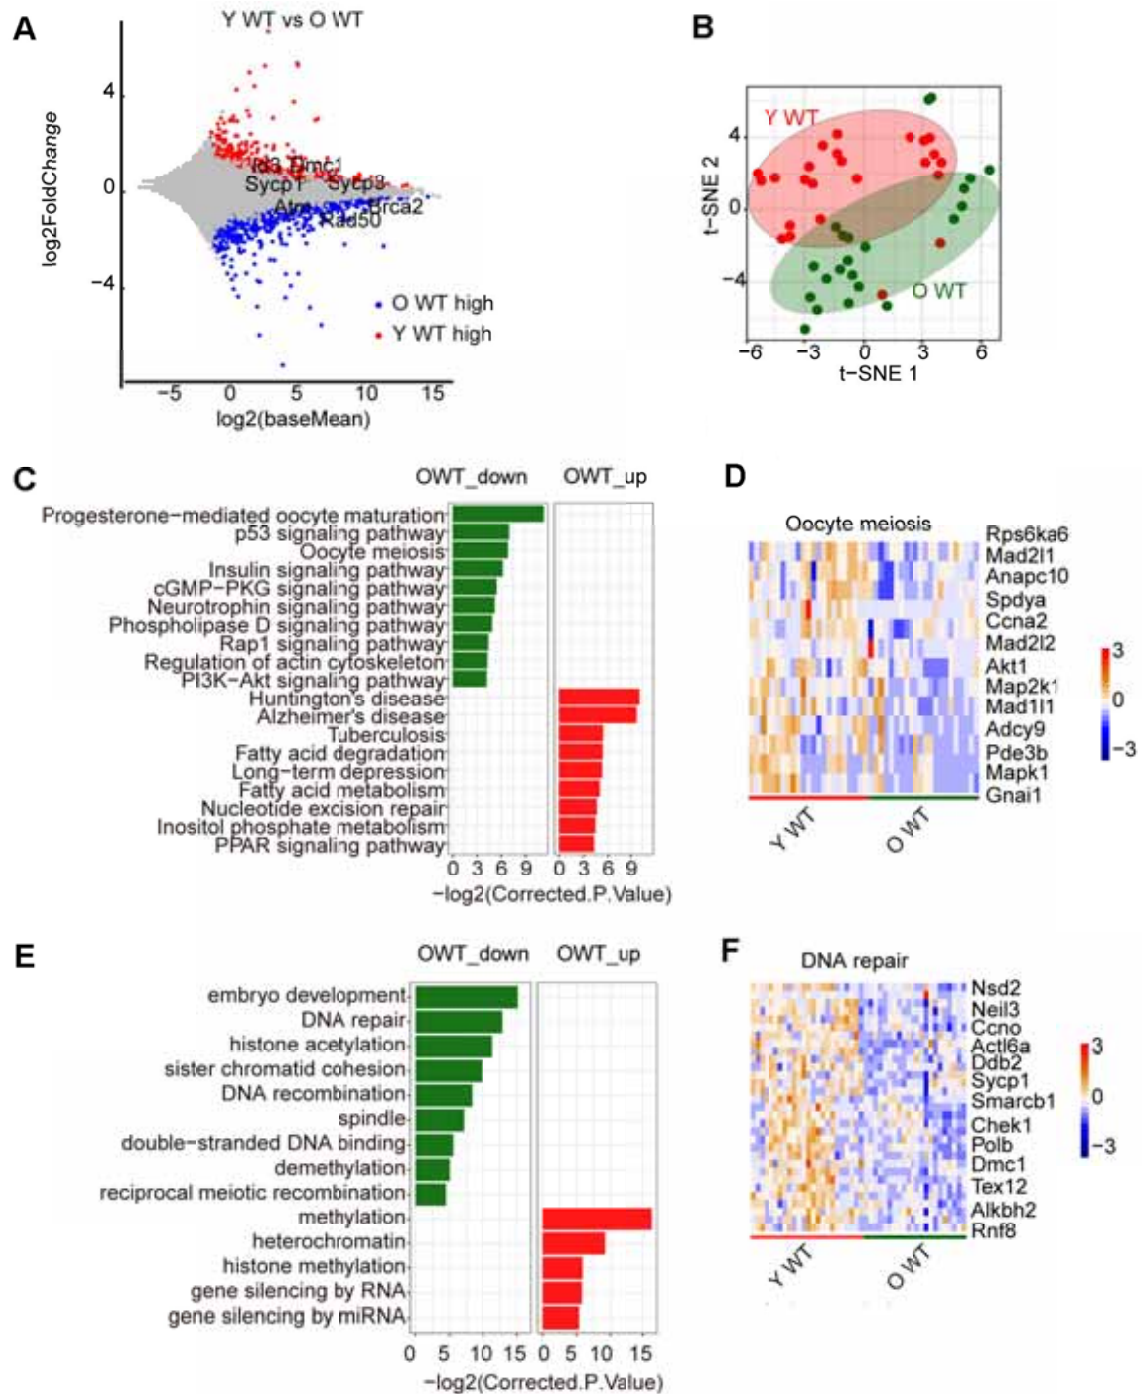 A
Y WT vs O WT
log2FoldChange
4
0
−4
Id3 Dmc1
Sycp1 Sycp3
Atm Brca2
Rad50
O WT high
Y WT high
−5 0 5 10 15
log2(baseMean)
B
Y WT
O WT
t−SNE 2
4
0
−4
−6 −3 0 3 6
t−SNE 1
C
OWT_down OWT_up
Progesterone−mediated oocyte maturation
p53 signaling pathway
Oocyte meiosis
Insulin signaling pathway
cGMP−PKG signaling pathway
Neurotrophin signaling pathway
Phospholipase D signaling pathway
Rap1 signaling pathway
Regulation of actin cytoskeleton
PI3K−Akt signaling pathway
Huntington's disease
Alzheimer's disease
Tuberculosis
Fatty acid degradation
Long−term depression
Fatty acid metabolism
Nucleotide excision repair
Inositol phosphate metabolism
PPAR signaling pathway
0 3 6 9 0 3 6 9
−log2(Corrected.P.Value)
D
Oocyte meiosis
Rps6ka6
Mad2l1
Anapc10
Spdya
Ccna2
Mad2l2
Akt1
Map2k1
Mad1l1
Adcy9
Pde3b
Mapk1
Gnai1
3
0
−3
Y WT O WT
E
OWT_down OWT_up
embryo development
DNA repair
histone acetylation
sister chromatid cohesion
DNA recombination
spindle
double−stranded DNA binding
demethylation
reciprocal meiotic recombination
methylation
heterochromatin
histone methylation
gene silencing by RNA
gene silencing by miRNA
0 5 10 15 0 5 10 15
−log2(Corrected.P.Value)
F
DNA repair
Nsd2
Neil3
Ccno
Actl6a
Ddb2
Sycp1
Smarcb1
Chek1
Polb
Dmc1
Tex12
Alkbh2
Rnf8
3
0
−3
Y WT O WT